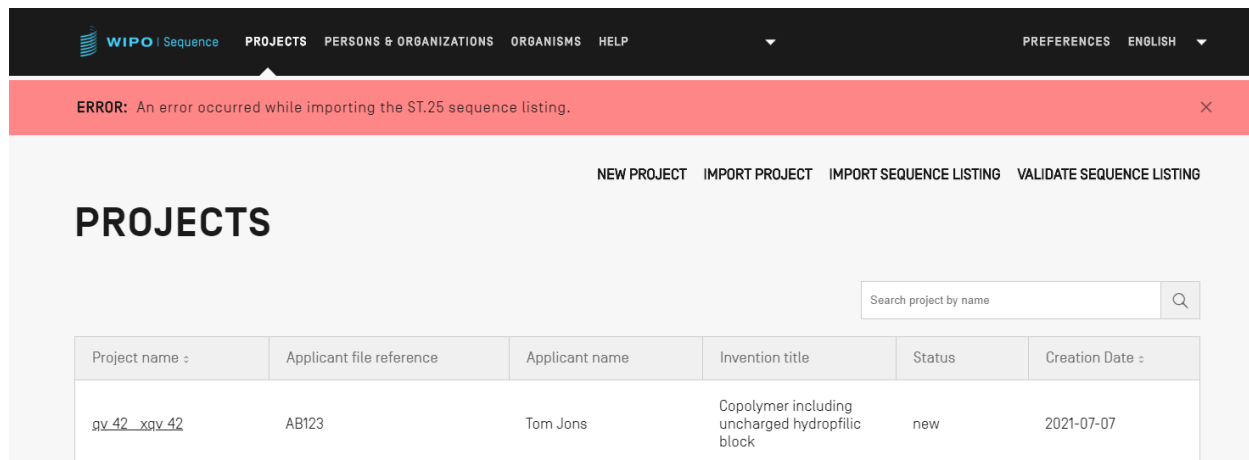 WIPO | Sequence PROJECTS PERSONS & ORGANIZATIONS ORGANISMS HELP PREFERENCES ENGLISH
ERROR: An error occurred while importing the ST.25 sequence listing.
NEW PROJECT IMPORT PROJECT IMPORT SEQUENCE LISTING VALIDATE SEQUENCE LISTING
PROJECTS
Search project by name
Project name Applicant file reference Applicant name Invention title Status Creation Date
qv_42__xqv_42 AB123 Tom Jons Copolymer including uncharged hydropfilic block new 2021-07-07